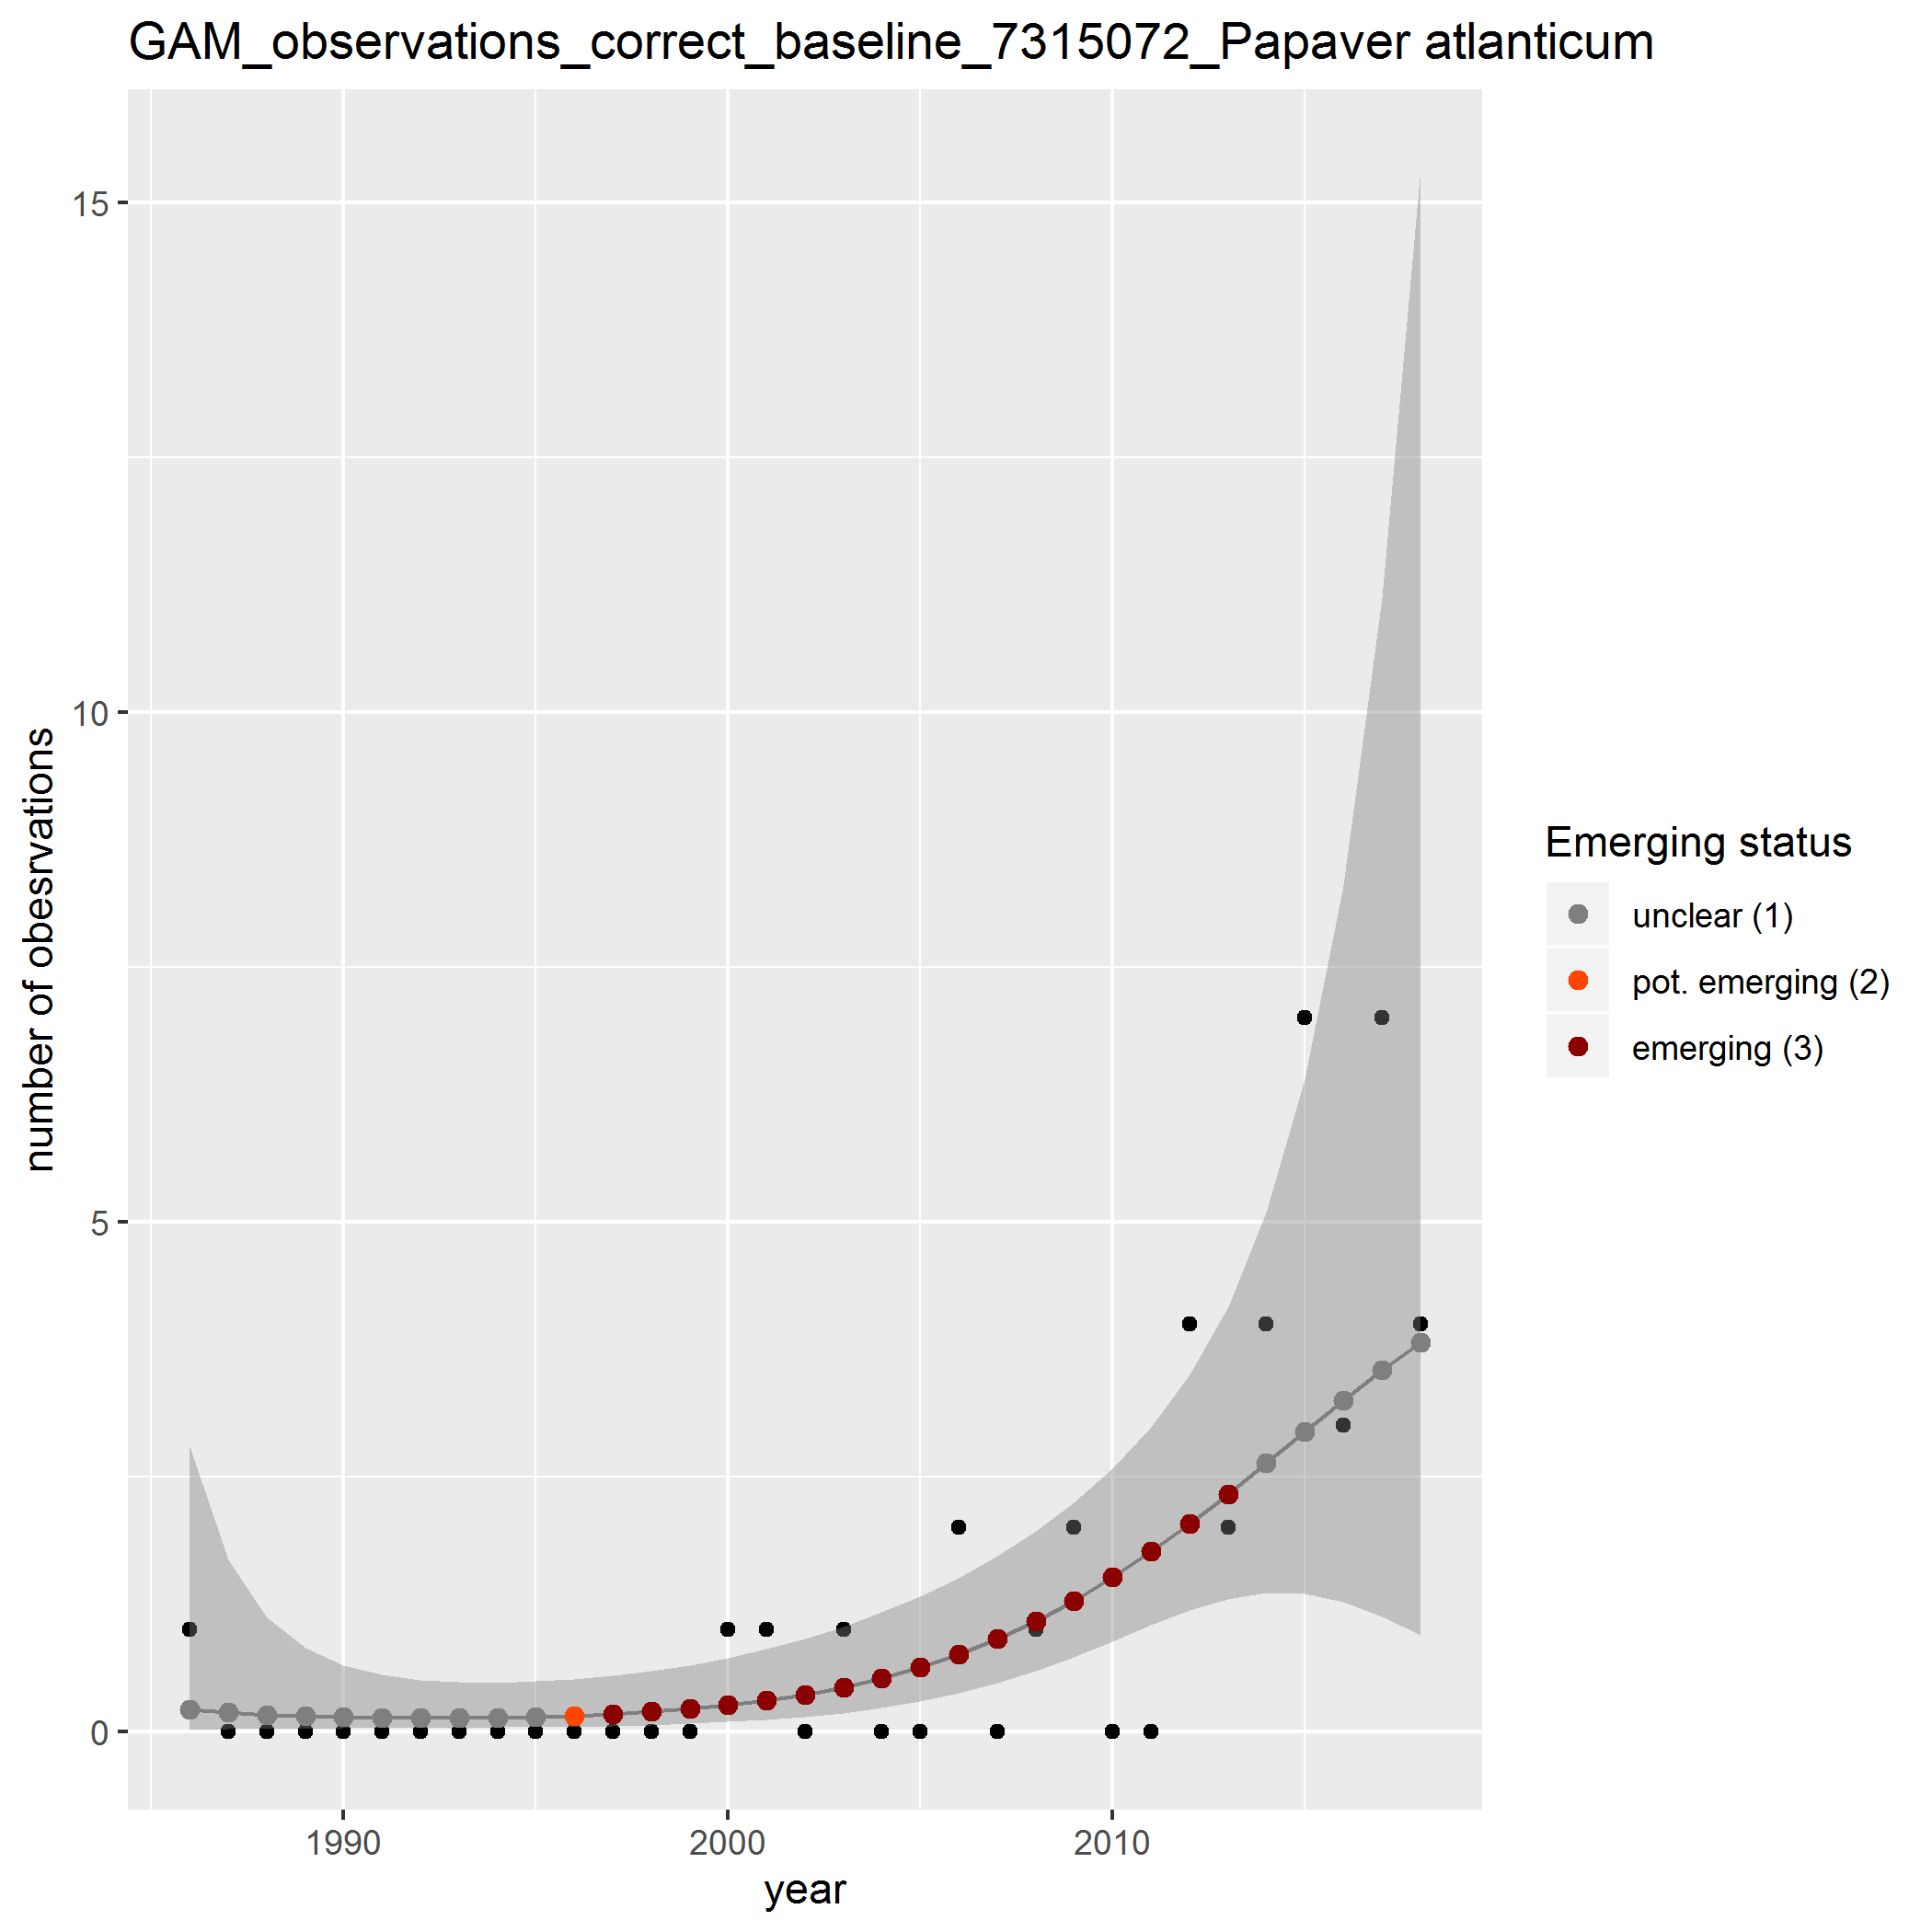 GAM_observations_correct_baseline_7315072_Papaver atlanticum
15
10
5
0
number of obesrvations
1990 2000 2010
year
Emerging status
unclear (1)
pot. emerging (2)
emerging (3)